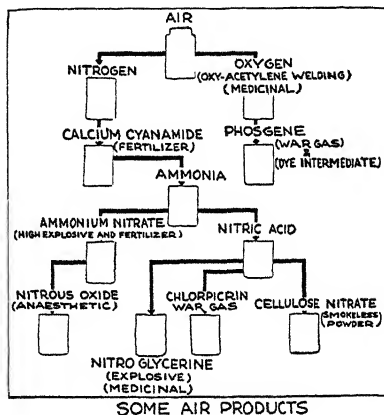 AIR
NITROGEN
OXYGEN
(OXY-ACETYLENE WELDING)
(MEDICINAL)
CALCIUM CYANAMIDE
(FERTILIZER)
PHOSGENE
(WAR GAS)
&
(DYE INTERMEDIATE)
AMMONIA
AMMONIUM NITRATE
(HIGH EXPLOSIVE AND FERTILIZER)
NITRIC ACID
NITROUS OXIDE
(ANAESTHETIC)
CHLORPICRIN
WAR GAS
CELLULOSE NITRATE
(SMOKELESS)
(POWDER)
NITRO GLYCERINE
(EXPLOSIVE)
(MEDICINAL)
SOME AIR PRODUCTS